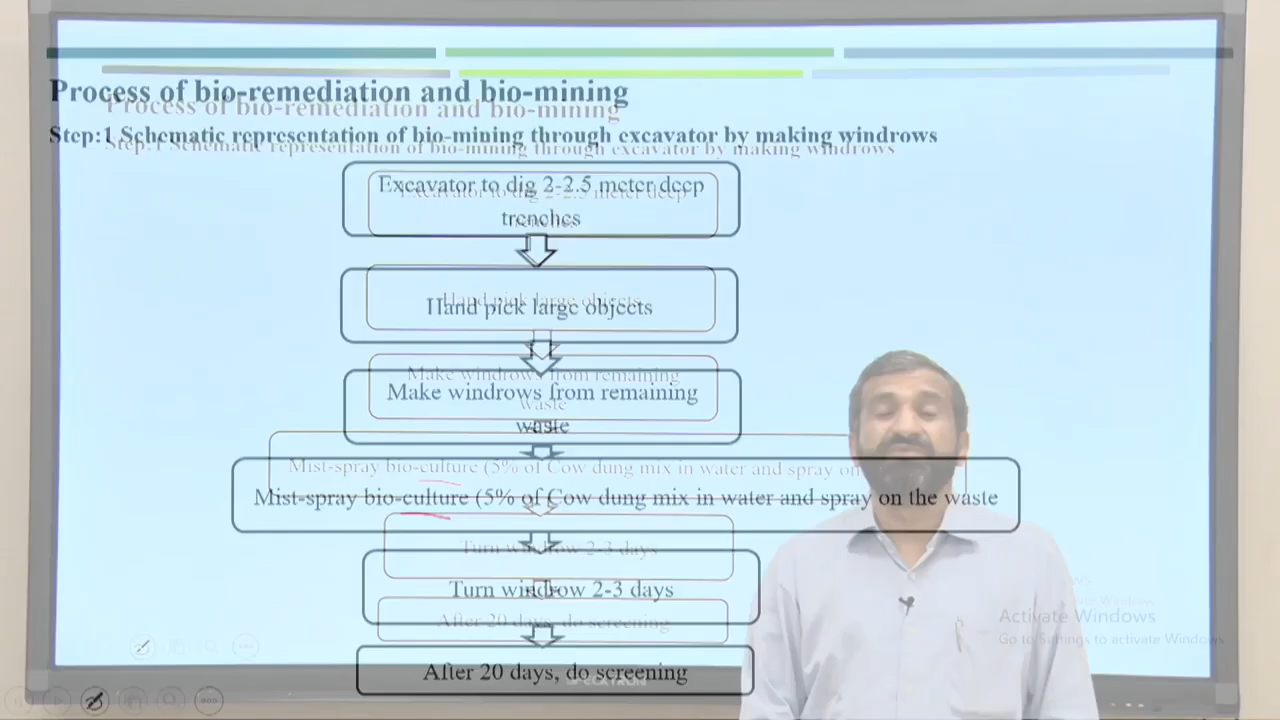 Process of bio-remediation and bio-mining
Step:1 Schematic representation of bio-mining through excavator by making windrows
Excavator to dig 2-2.5 meter deep
trenches
Hand pick large objects
Make windrows from remaining
waste
Mist-spray bio-culture (5% of Cow dung mix in water and spray on the waste
Turn windrow 2-3 days
After 20 days, do screening
Activate Windows
Go to Settings to activate Windows